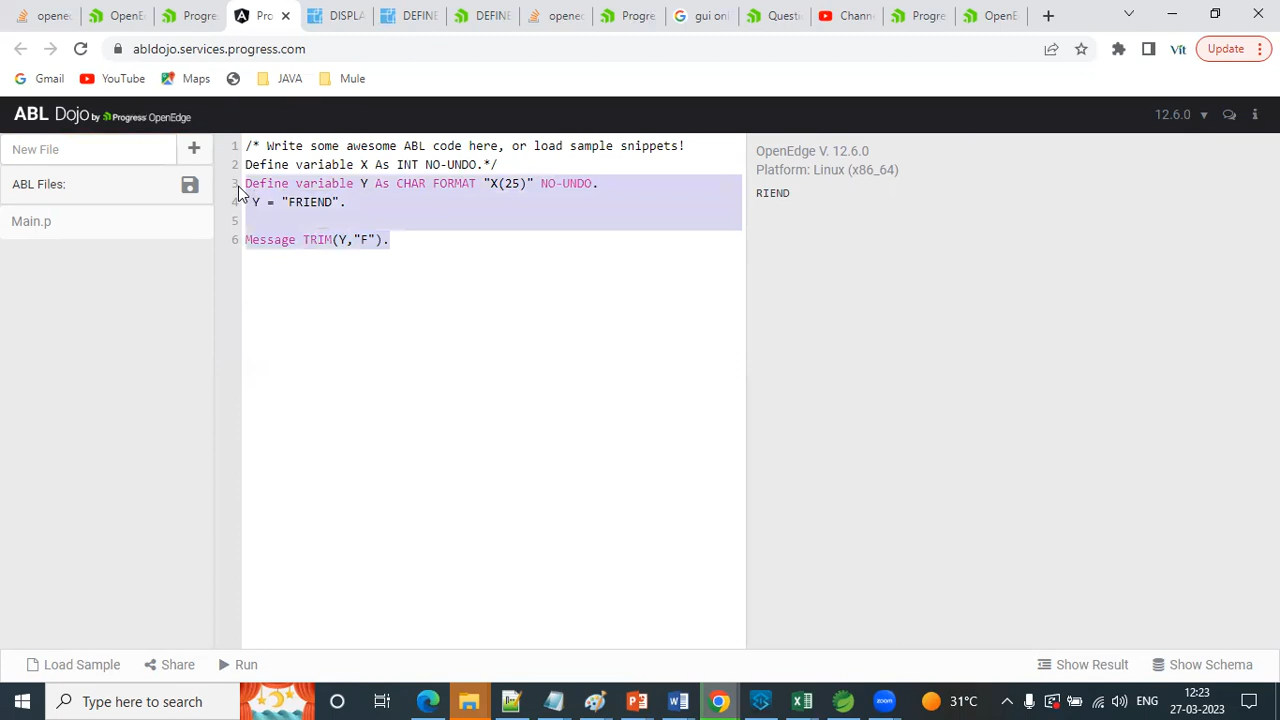 openec
OpenE
Progre
Pro
DISPLA
DEFINE
DEFINE
openec
Progre
gui onl
Questi
Chann
Progre
OpenE
abldojo.services.progress.com
Vít
Update
Gmail
YouTube
Maps
JAVA
Mule
ABL Dojo by Progress OpenEdge
12.6.0
New File
ABL Files:
Main.p
1 /* Write some awesome ABL code here, or load sample snippets!
2 Define variable X As INT NO-UNDO.*/
3 Define variable Y As CHAR FORMAT "X(25)" NO-UNDO.
4 Y = "FRIEND".
5
6 Message TRIM(Y,"F").
OpenEdge V. 12.6.0
Platform: Linux (x86_64)
RIEND
Load Sample
Share
Run
Show Result
Show Schema
Type here to search
31°C
ENG
12:23
27-03-2023